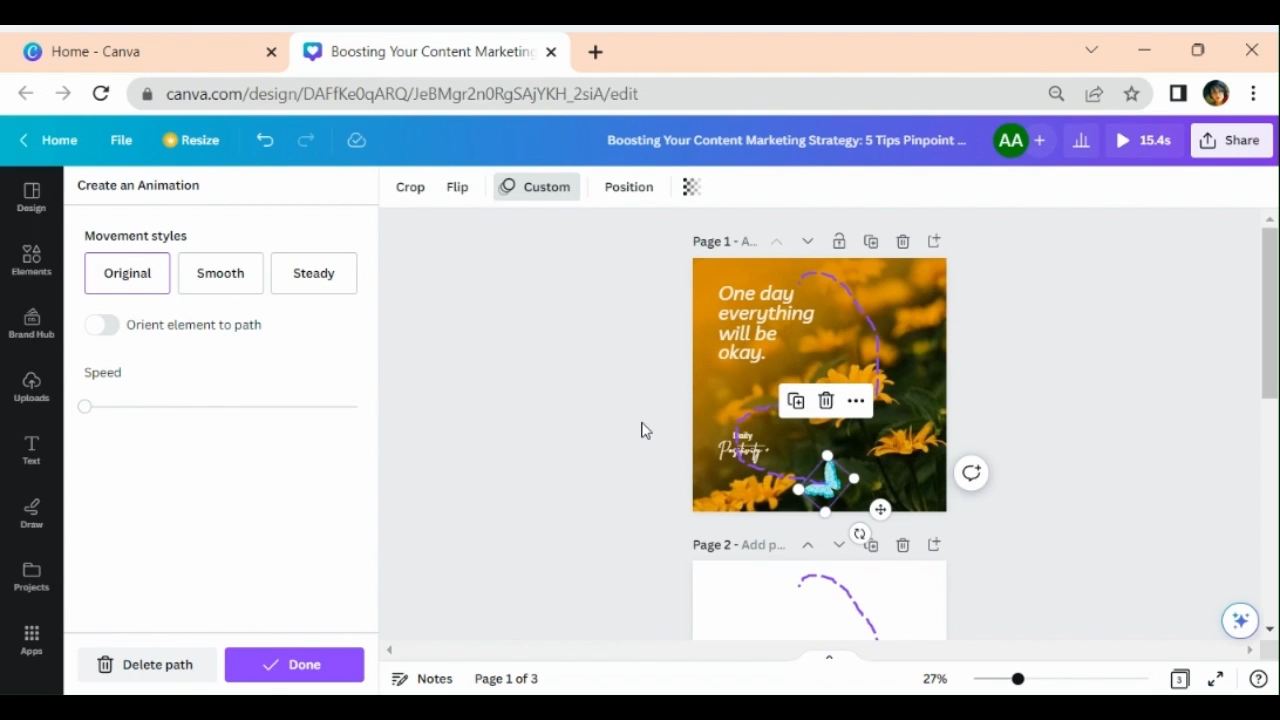 Home - Canva
Boosting Your Content Marketing
canva.com/design/DAFfKe0qARQ/JeBMgr2n0RgSAjYKH_2siA/edit
Home File Resize
Boosting Your Content Marketing Strategy: 5 Tips Pinpoint ...
AA
15.4s
Share
Create an Animation
Crop Flip Custom Position
Design
Elements
Brand Hub
Uploads
Text
Draw
Projects
Apps
Movement styles
Original Smooth Steady
Orient element to path
Speed
Delete path
Done
Page 1 - A...
One day
everything
will be
okay.
Daily
Positivity
Page 2 - Add p...
Notes
Page 1 of 3
27%
3